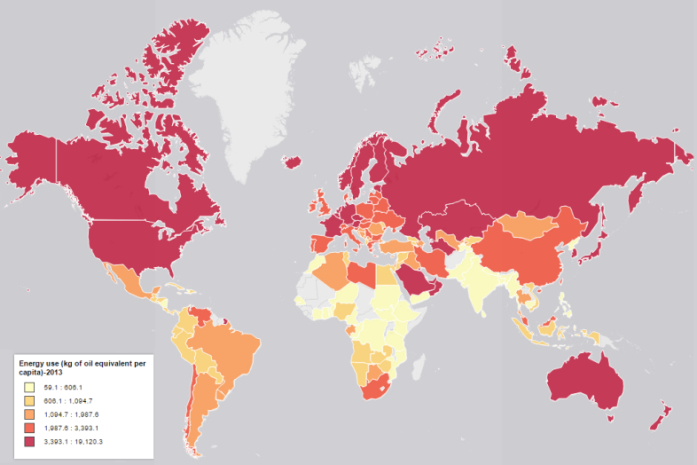 Energy use (kg of oil equivalent per
capita)-2013
59.1 : 606.1
606.1 : 1,094.7
1,094.7 : 1,987.6
1,987.6 : 3,393.1
3,393.1 : 19,120.3